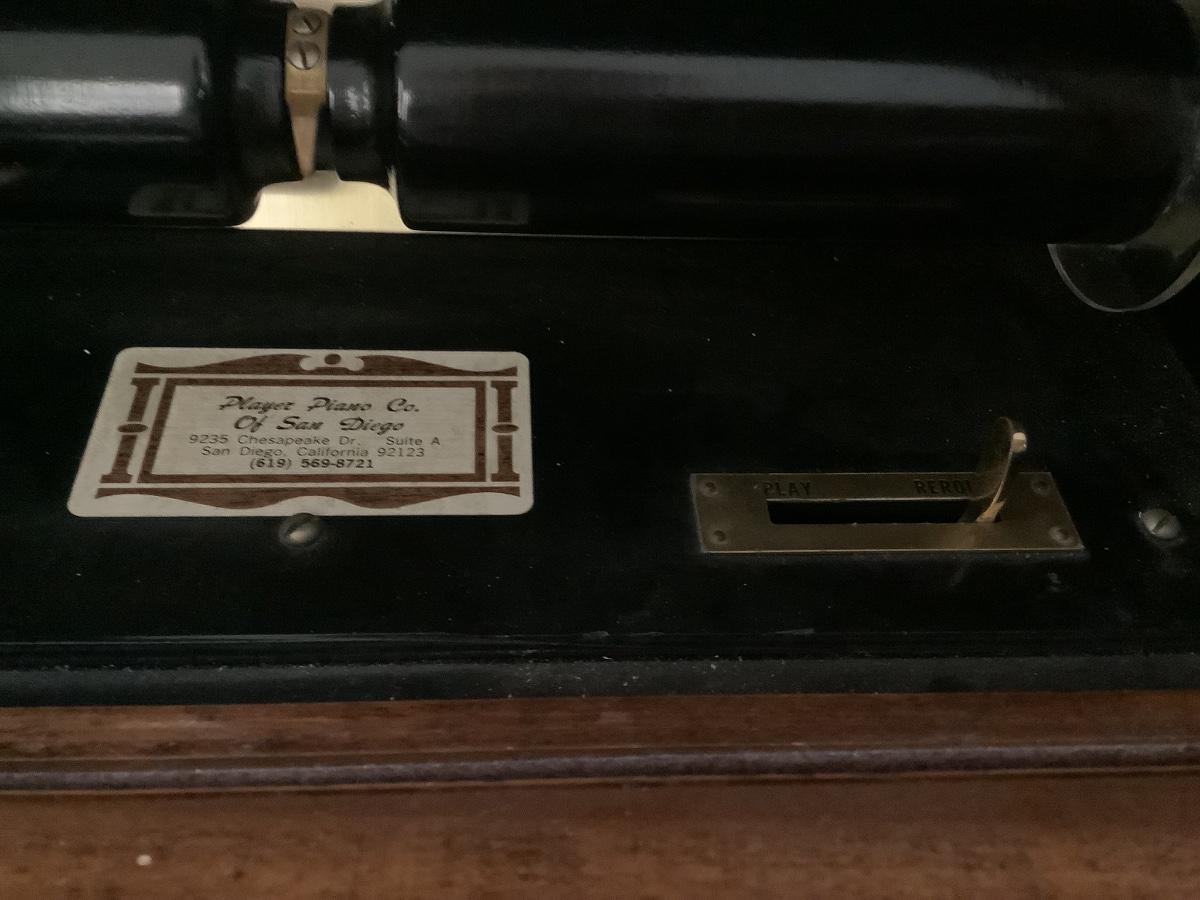 Player Piano Co.
Of San Diego
9235 Chesapeake Dr. Suite A
San Diego, California 92123
(619) 569-8721
PLAY REROL